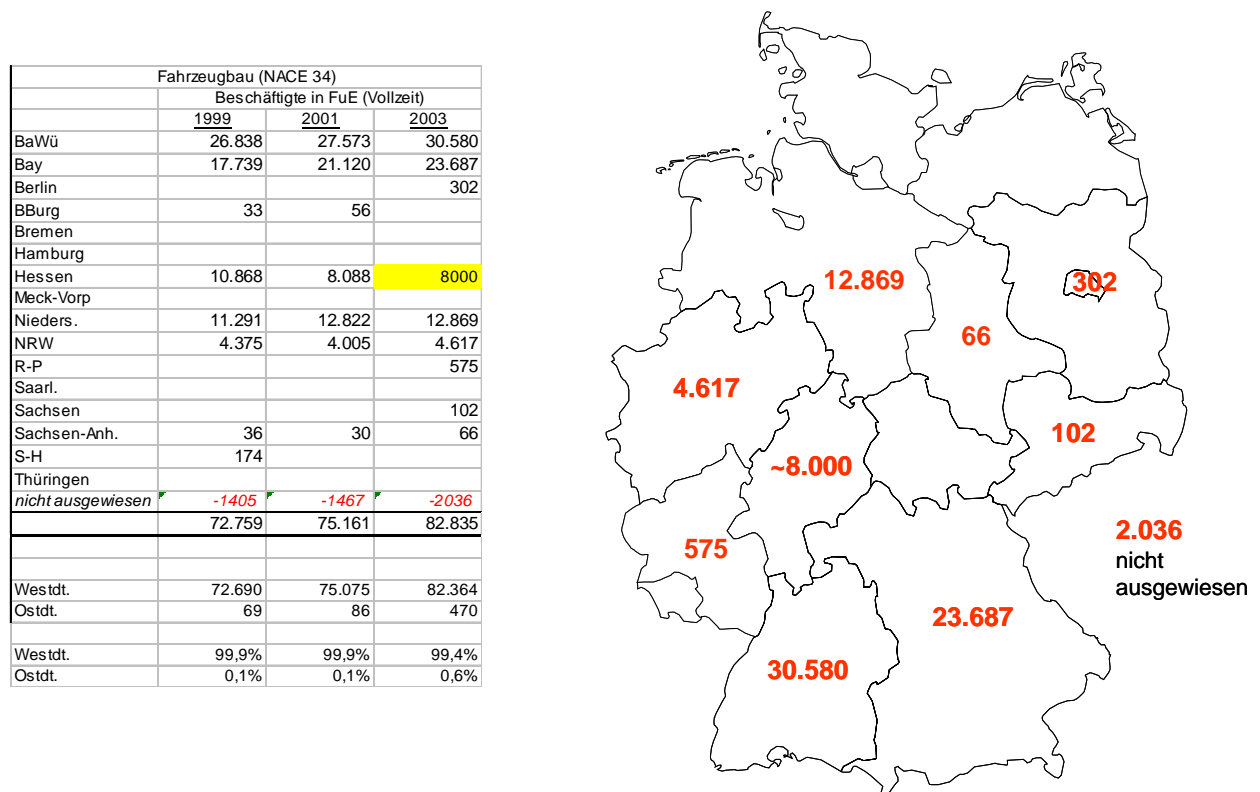 Fahrzeugbau (NACE 34)
Beschäftigte in FuE (Vollzeit)
1999 2001 2003
BaWü 26.838 27.573 30.580
Bay 17.739 21.120 23.687
Berlin 302
BBurg 33 56
Bremen
Hamburg
Hessen 10.868 8.088 8000
Meck-Vorp
Nieders. 11.291 12.822 12.869
NRW 4.375 4.005 4.617
R-P 575
Saarl.
Sachsen 102
Sachsen-Anh. 36 30 66
S-H 174
Thüringen
nicht ausgewiesen -1405 -1467 -2036
72.759 75.161 82.835
Westdt. 72.690 75.075 82.364
Ostdt. 69 86 470
Westdt. 99,9% 99,9% 99,4%
Ostdt. 0,1% 0,1% 0,6%
12.869
302
66
4.617
102
~8.000
2.036
nicht
ausgewiesen
575
23.687
30.580